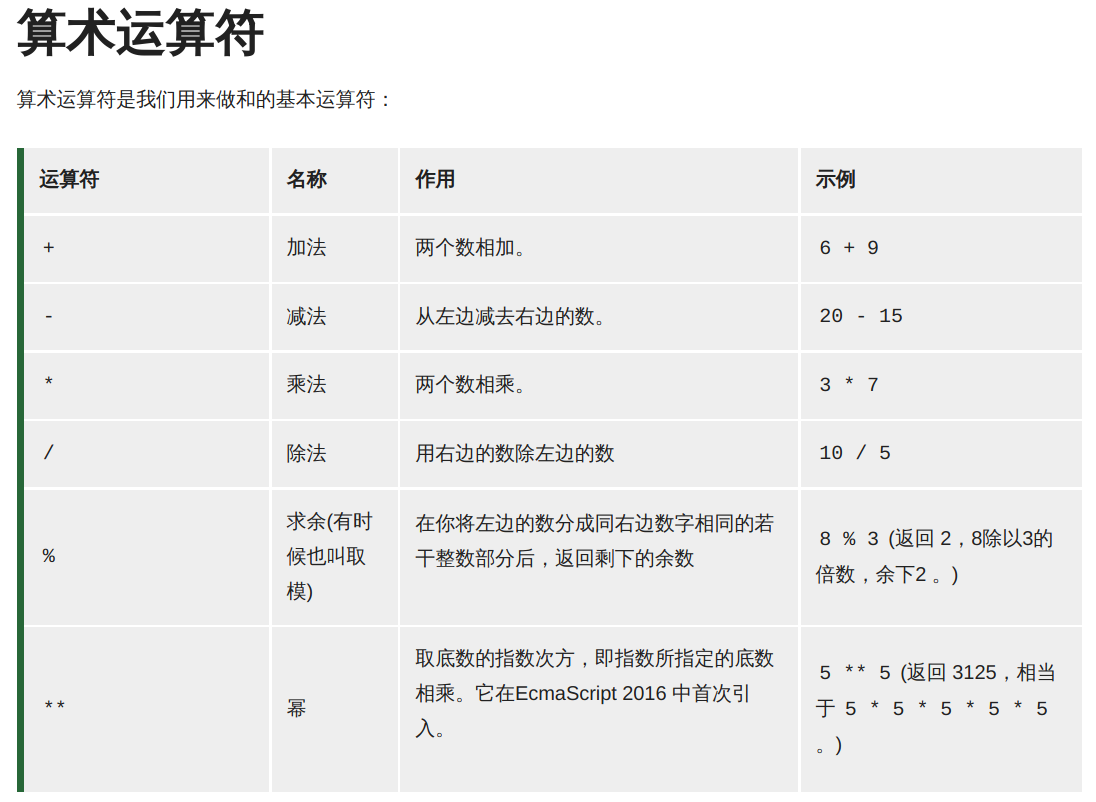 算术运算符
算术运算符是我们用来做和的基本运算符：
运算符 名称 作用 示例
+ 加法 两个数相加。 6 + 9
- 减法 从左边减去右边的数。 20 - 15
* 乘法 两个数相乘。 3 * 7
/ 除法 用右边的数除左边的数 10 / 5
%
求余(有时
候也叫取
模)
在你将左边的数分成同右边数字相同的若
干整数部分后，返回剩下的余数
8 % 3 (返回 2，8除以3的
倍数，余下2 。)
**
幂
取底数的指数次方，即指数所指定的底数
相乘。它在EcmaScript 2016 中首次引
入。
5 ** 5 (返回 3125，相当
于 5 * 5 * 5 * 5 * 5
。)